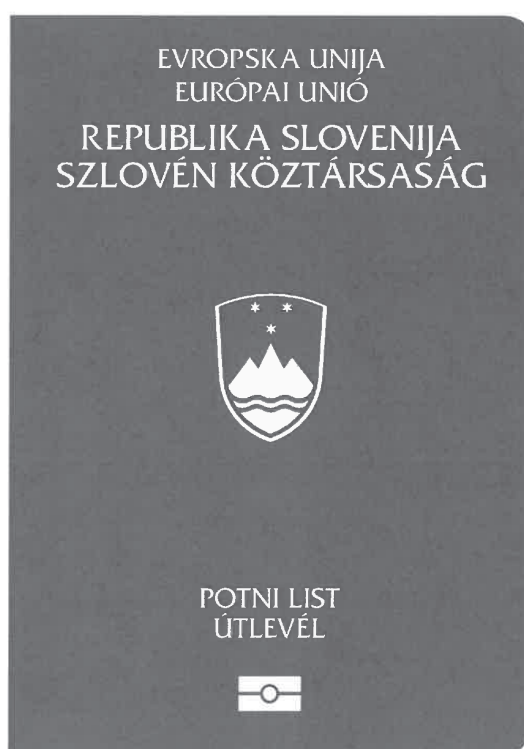 EVROPSKA UNIJA
EURÓPAI UNIÓ
REPUBLIKA SLOVENIJA
SZLOVÉN KÖZTÁRSASÁG
POTNI LIST
ÚTLEVÉL